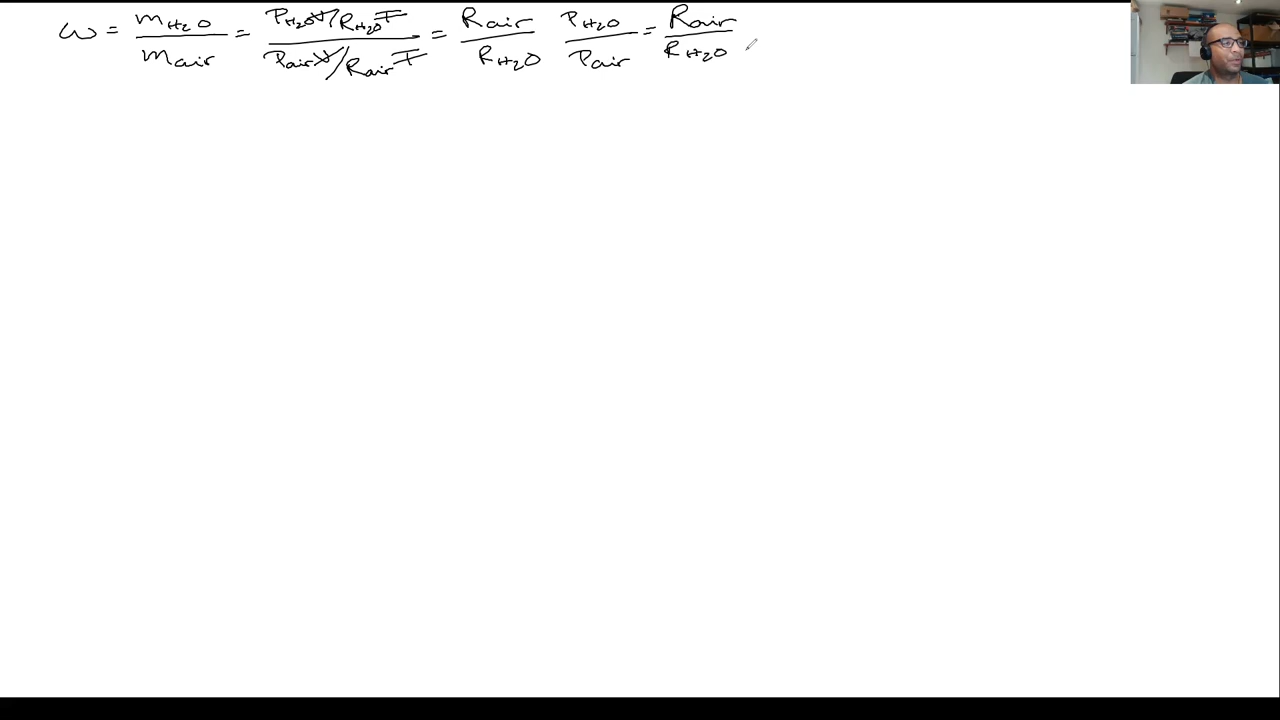 ω = m_H₂O / m_air = (P_H₂O V / R_H₂O T) / (P_air V / R_air T) = R_air / R_H₂O P_H₂O / P_air = R_air / R_H₂O